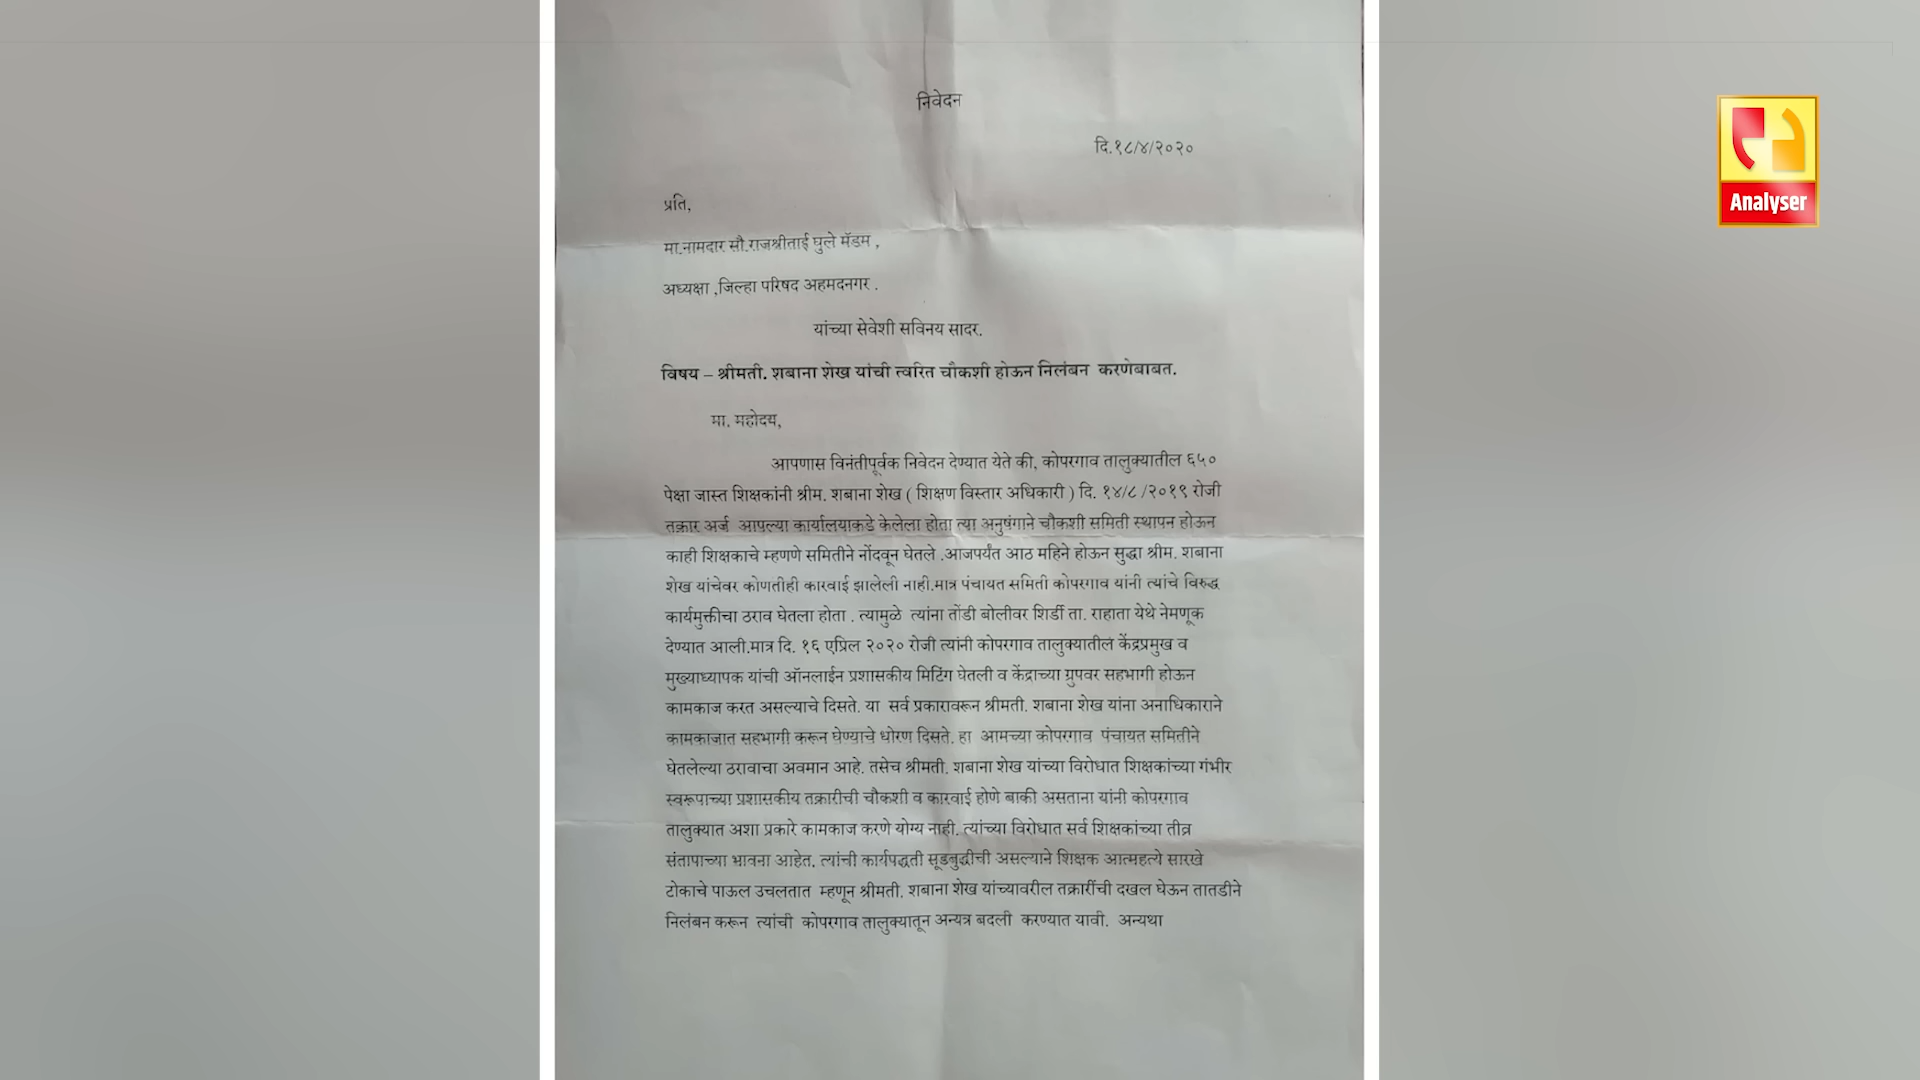 निवेदन
दि.१८/४/२०२०
Analyser
प्रति,
मा.नामदार सौ.राजश्रीताई घुले मॅडम ,
अध्यक्षा ,जिल्हा परिषद अहमदनगर .
यांच्या सेवेशी सविनय सादर.
विषय – श्रीमती. शबाना शेख यांची त्वरित चौकशी होऊन निलंबन करणेबाबत.
मा. महोदय,
आपणास विनंतीपूर्वक निवेदन देण्यात येते की, कोपरगाव तालुक्यातील ६५०
पेक्षा जास्त शिक्षकांनी श्रीम. शबाना शेख ( शिक्षण विस्तार अधिकारी ) दि. १४/८ /२०१९ रोजी
तक्रार अर्ज आपल्या कार्यालयाकडे केलेला होता त्या अनुषंगाने चौकशी समिती स्थापन होऊन
काही शिक्षकाचे म्हणणे समितीने नोंदवून घेतले .आजपर्यंत आठ महिने होऊन सुद्धा श्रीम. शबाना
शेख यांचेवर कोणतीही कारवाई झालेली नाही.मात्र पंचायत समिती कोपरगाव यांनी त्यांचे विरुद्ध
कार्यमुक्तीचा ठराव घेतला होता . त्यामुळे त्यांना तोंडी बोलीवर शिर्डी ता. राहाता येथे नेमणूक
देण्यात आली.मात्र दि. १६ एप्रिल २०२० रोजी त्यांनी कोपरगाव तालुक्यातील केंद्रप्रमुख व
मुख्याध्यापक यांची ऑनलाईन प्रशासकीय मिटिंग घेतली व केंद्राच्या ग्रुपवर सहभागी होऊन
कामकाज करत असल्याचे दिसते. या सर्व प्रकारावरून श्रीमती. शबाना शेख यांना अनाधिकाराने
कामकाजात सहभागी करून घेण्याचे धोरण दिसते. हा आमच्या कोपरगाव पंचायत समितीने
घेतलेल्या ठरावाचा अवमान आहे. तसेच श्रीमती. शबाना शेख यांच्या विरोधात शिक्षकांच्या गंभीर
स्वरूपाच्या प्रशासकीय तक्रारीची चौकशी व कारवाई होणे बाकी असताना यांनी कोपरगाव
तालुक्यात अशा प्रकारे कामकाज करणे योग्य नाही. त्यांच्या विरोधात सर्व शिक्षकांच्या तीव्र
संतापाच्या भावना आहेत. त्यांची कार्यपद्धती सूडबुद्धीची असल्याने शिक्षक आत्महत्ये सारखे
टोकाचे पाऊल उचलतात म्हणून श्रीमती. शबाना शेख यांच्यावरील तक्रारींची दखल घेऊन तातडीने
निलंबन करून त्यांची कोपरगाव तालुक्यातून अन्यत्र बदली करण्यात यावी. अन्यथा